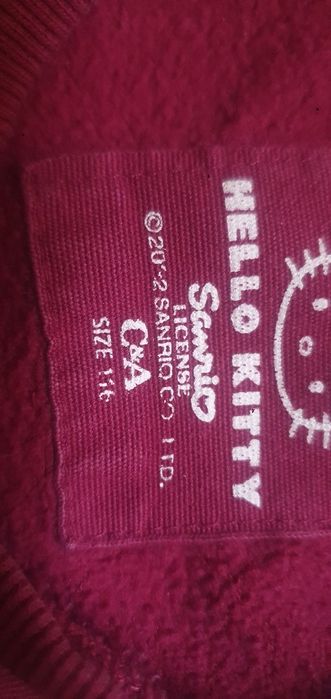 HELLO KITTY
Sanrio
LICENSE
SANRIO CO. LTD.
C&A
SIZE 116